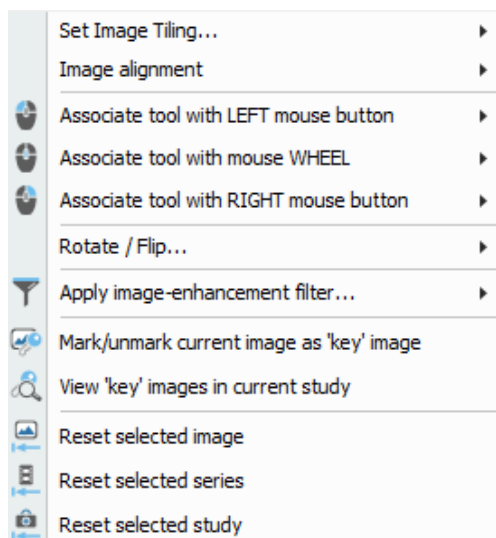 Set Image Tiling...
Image alignment
Associate tool with LEFT mouse button
Associate tool with mouse WHEEL
Associate tool with RIGHT mouse button
Rotate / Flip...
Apply image-enhancement filter...
Mark/unmark current image as 'key' image
View 'key' images in current study
Reset selected image
Reset selected series
Reset selected study